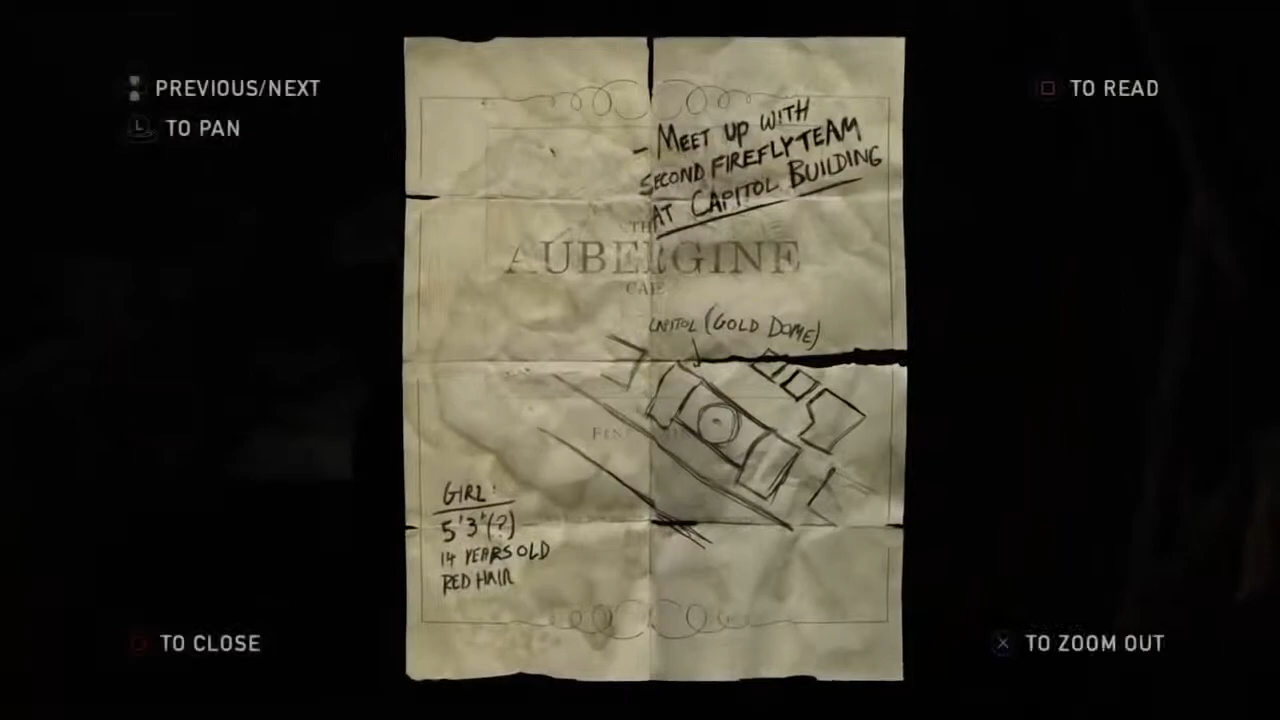 PREVIOUS/NEXT
L TO PAN
TO READ
- MEET UP WITH
SECOND FIREFLY TEAM
AT CAPITOL BUILDING
THE
AUBERGINE
CAFE
CAPITOL (GOLD DOME)
GIRL:
5'3"(?)
14 YEARS OLD
RED HAIR
TO CLOSE
X TO ZOOM OUT